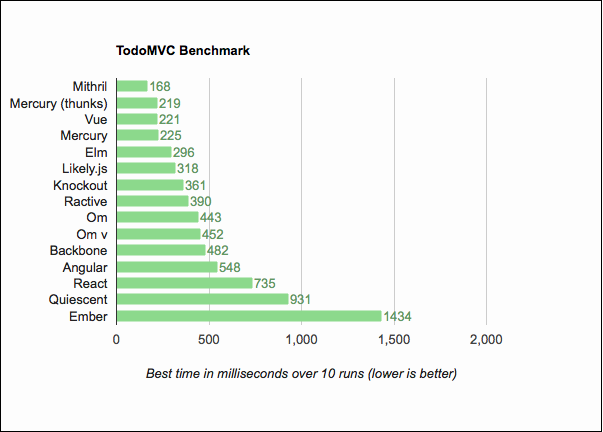 TodoMVC Benchmark
Mithril 168
Mercury (thunks) 219
Vue 221
Mercury 225
Elm 296
Likely.js 318
Knockout 361
Ractive 390
Om 443
Om v 452
Backbone 482
Angular 548
React 735
Quiescent 931
Ember 1434
0 500 1,000 1,500 2,000
Best time in milliseconds over 10 runs (lower is better)